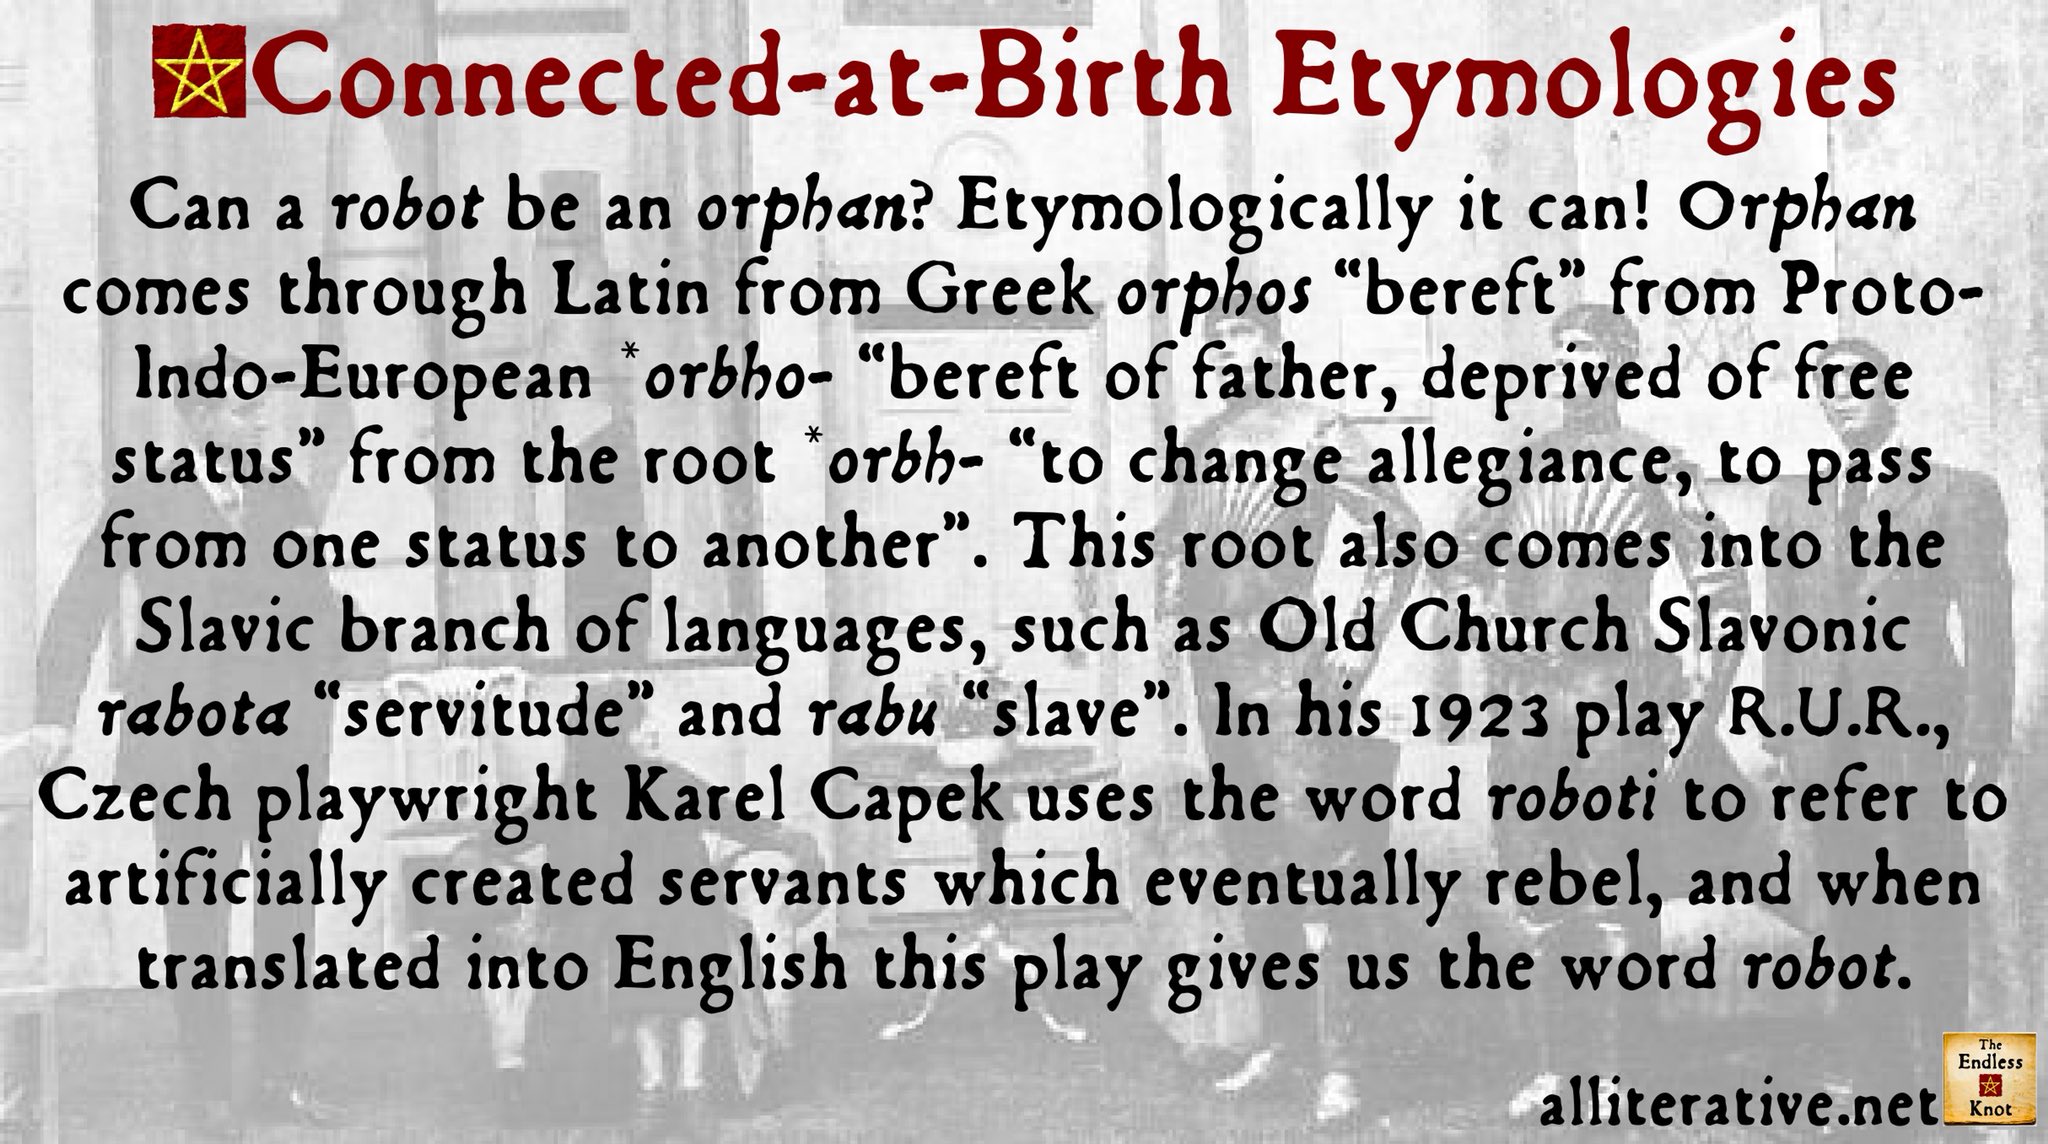 Connected-at-Birth Etymologies
Can a robot be an orphan? Etymologically it can! Orphan
comes through Latin from Greek orphos “bereft” from Proto-
Indo-European *orbho- “bereft of father, deprived of free
status” from the root *orbh- “to change allegiance, to pass
from one status to another”. This root also comes into the
Slavic branch of languages, such as Old Church Slavonic
rabota “servitude” and rabu “slave”. In his 1923 play R.U.R.,
Czech playwright Karel Capek uses the word roboti to refer to
artificially created servants which eventually rebel, and when
translated into English this play gives us the word robot.
alliterative.net
The
Endless
Knot